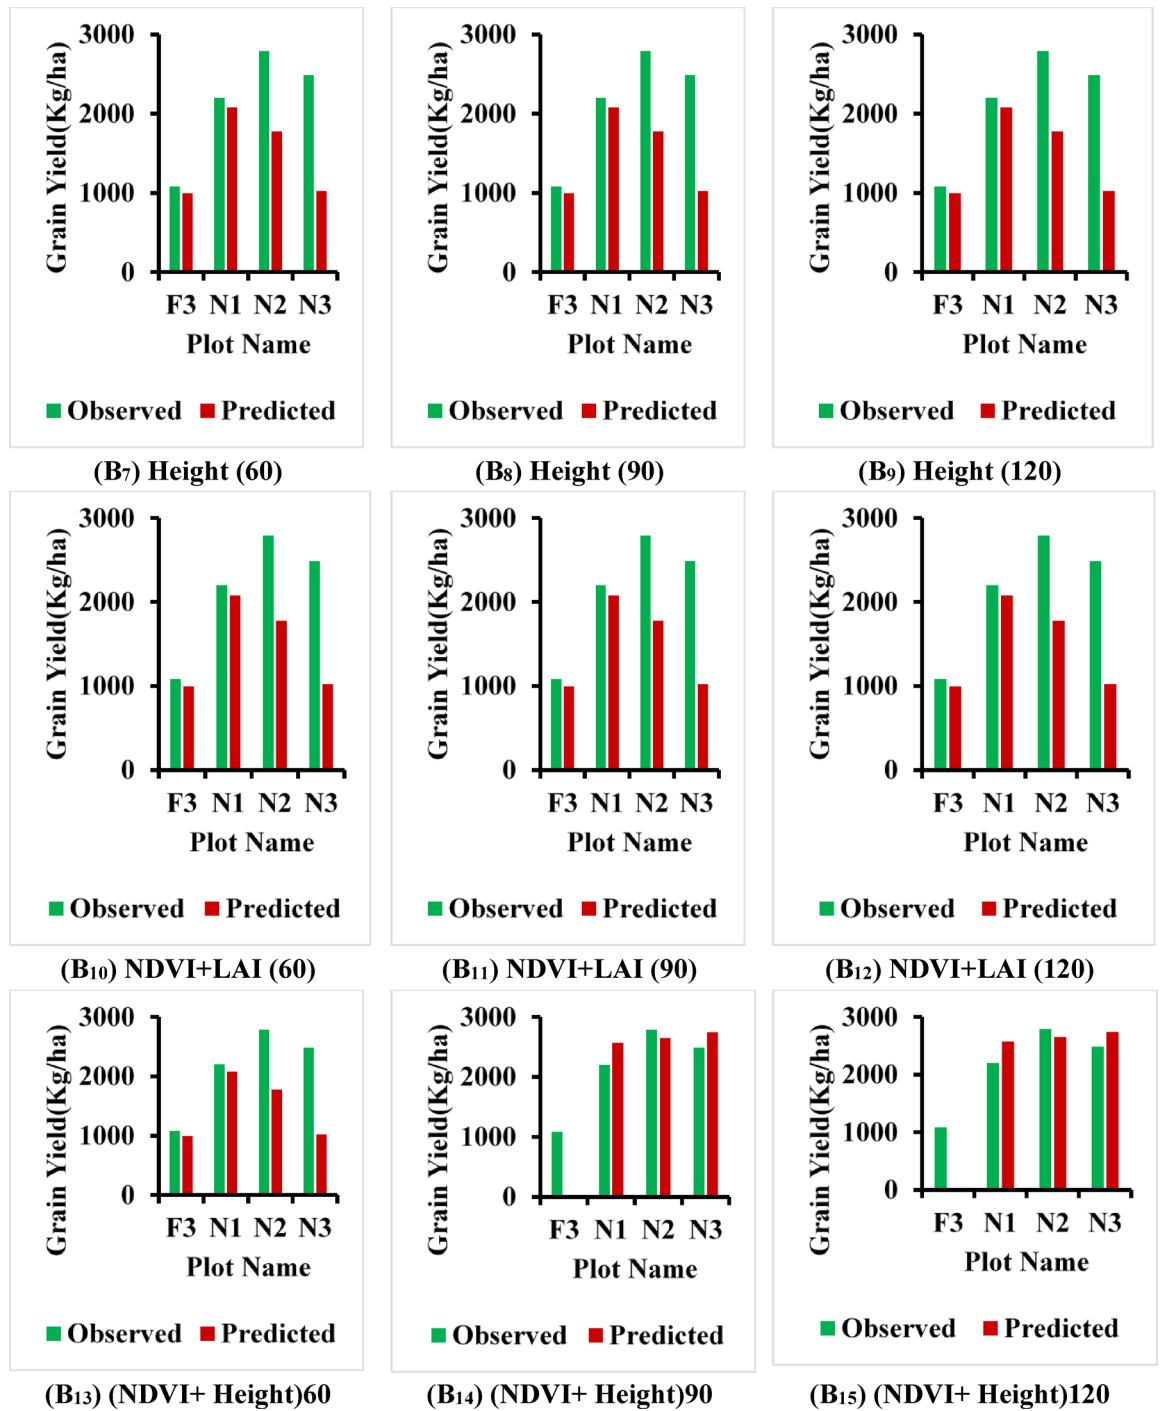 Grain Yield(Kg/ha)
3000
2000
1000
0
F3 N1 N2 N3
Plot Name
Observed Predicted
(B₇) Height (60)
Grain Yield(Kg/ha)
3000
2000
1000
0
F3 N1 N2 N3
Plot Name
Observed Predicted
(B₈) Height (90)
Grain Yield(Kg/ha)
3000
2000
1000
0
F3 N1 N2 N3
Plot Name
Observed Predicted
(B₉) Height (120)
Grain Yield(Kg/ha)
3000
2000
1000
0
F3 N1 N2 N3
Plot Name
Observed Predicted
(B₁₀) NDVI+LAI (60)
Grain Yield(Kg/ha)
3000
2000
1000
0
F3 N1 N2 N3
Plot Name
Observed Predicted
(B₁₁) NDVI+LAI (90)
Grain Yield(Kg/ha)
3000
2000
1000
0
F3 N1 N2 N3
Plot Name
Observed Predicted
(B₁₂) NDVI+LAI (120)
Grain Yield(Kg/ha)
3000
2000
1000
0
F3 N1 N2 N3
Plot Name
Observed Predicted
(B₁₃) (NDVI+ Height)60
Grain Yield(Kg/ha)
3000
2000
1000
0
F3 N1 N2 N3
Plot Name
Observed Predicted
(B₁₄) (NDVI+ Height)90
Grain Yield(Kg/ha)
3000
2000
1000
0
F3 N1 N2 N3
Plot Name
Observed Predicted
(B₁₅) (NDVI+ Height)120